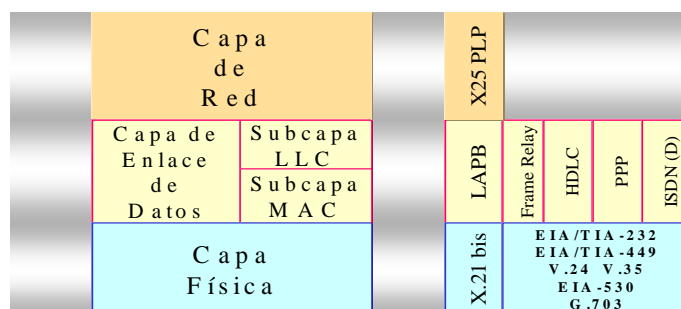 Capa
de
Red
X25 PLP
Capa de
Enlace
de
Datos
Subcapa
LLC
Subcapa
MAC
LAPB
Frame Relay
HDLC
PPP
ISDN (D)
Capa
Física
X.21 bis
EIA/TIA-232
EIA/TIA-449
V.24 V.35
EIA-530
G.703